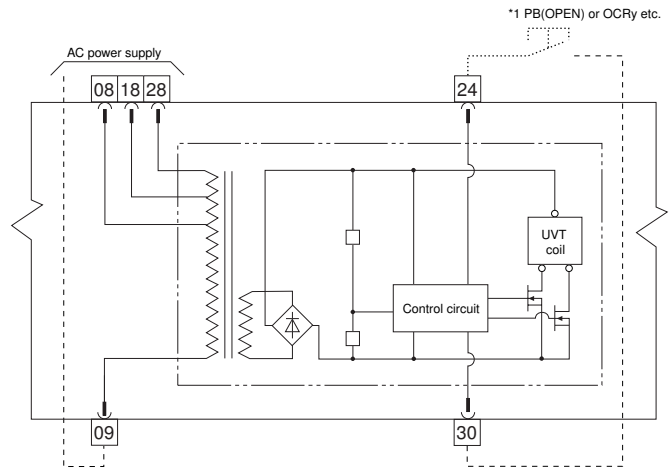 *1 PB(OPEN) or OCRy etc.
AC power supply
08 18 28
24
UVT
coil
Control circuit
09
30